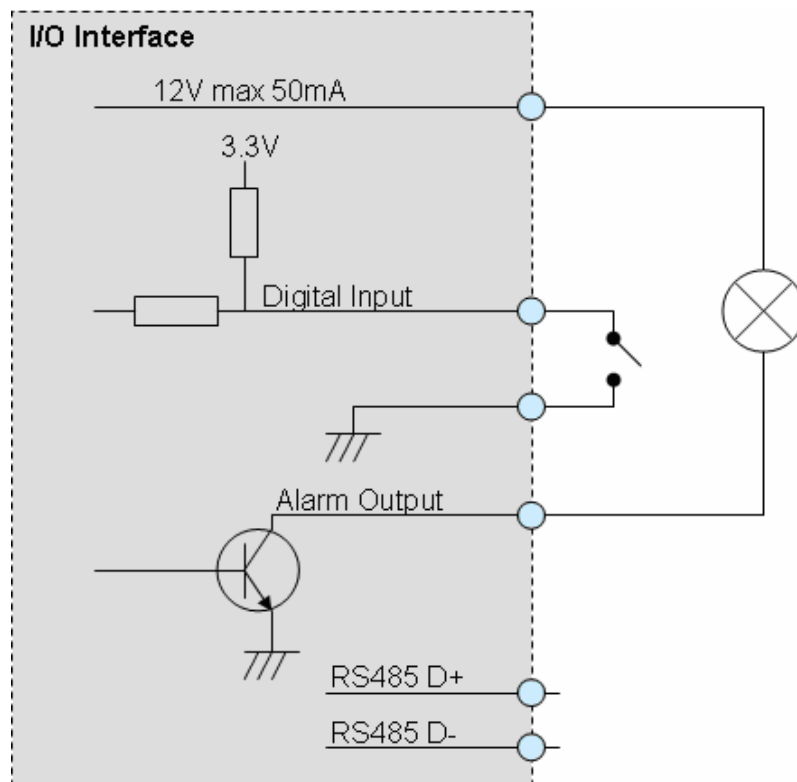 I/O Interface
12V max 50mA
3.3V
Digital Input
Alarm Output
RS485 D+
RS485 D-